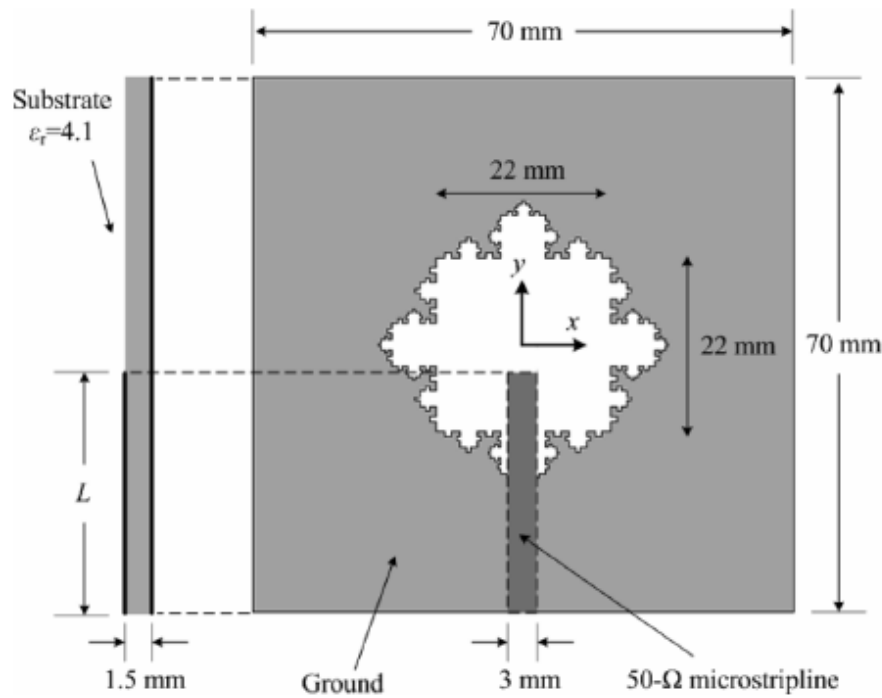 70 mm
Substrate
εr=4.1
22 mm
y
x
22 mm
70 mm
L
1.5 mm
Ground
3 mm
50-Ω microstripline